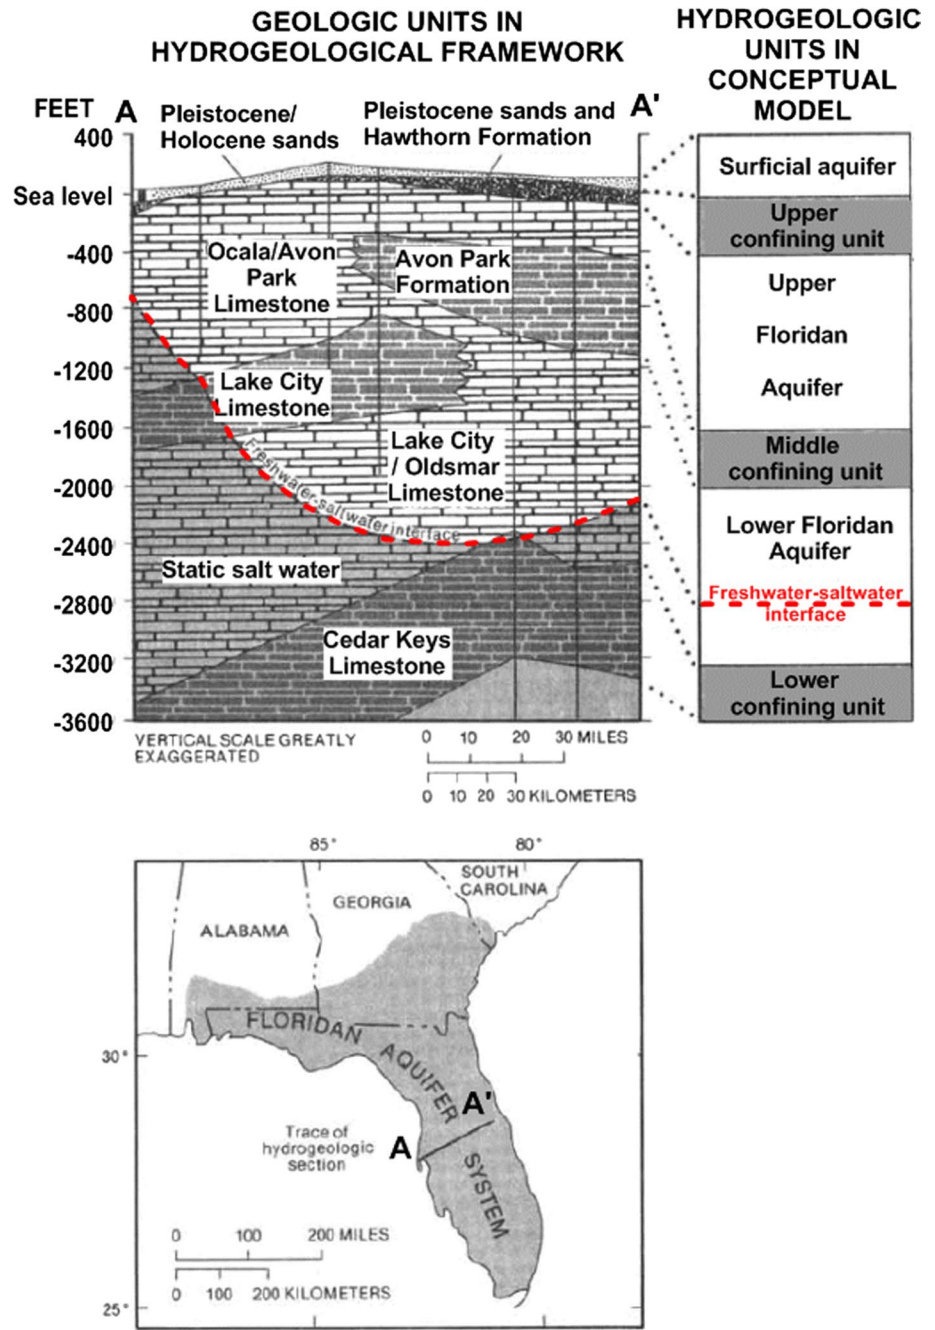 GEOLOGIC UNITS IN
HYDROGEOLOGICAL FRAMEWORK
HYDROGEOLOGIC
UNITS IN
CONCEPTUAL
MODEL
FEET
A
Pleistocene/
Holocene sands
Pleistocene sands and
Hawthorn Formation
A'
400
Sea level
-400
-800
-1200
-1600
-2000
-2400
-2800
-3200
-3600
Ocala/Avon
Park
Limestone
Avon Park
Formation
Lake City
Limestone
Lake City
/ Oldsmar
Limestone
Freshwater-saltwater interface
Static salt water
Cedar Keys
Limestone
Surficial aquifer
Upper
confining unit
Upper
Floridan
Aquifer
Middle
confining unit
Lower Floridan
Aquifer
Freshwater-saltwater
interface
Lower
confining unit
VERTICAL SCALE GREATLY
EXAGGERATED
0 10 20 30 MILES
0 10 20 30 KILOMETERS
85° 80°
SOUTH
CAROLINA
GEORGIA
ALABAMA
FLORIDAN AQUIFER SYSTEM
30°
A'
A
Trace of
hydrogeologic
section
0 100 200 MILES
0 100 200 KILOMETERS
25°